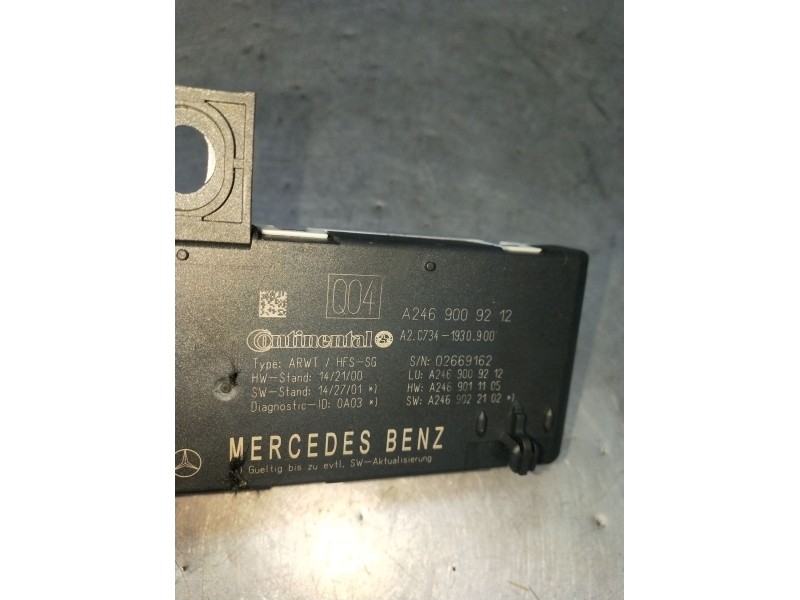 Q04
A246 900 92 12
Continental
A2.C734-1930.900
Type: ARWT / HFS-SG
S/N: 02669162
HW-Stand: 14/21/00
LU: A246 900 92 12
SW-Stand: 14/27/01 *)
HW: A246 901 11 05
Diagnostic-ID: 0A03 *)
SW: A246 902 21 02 *)
MERCEDES BENZ
*) Gueltig bis zu evtl. SW-Aktualisierung